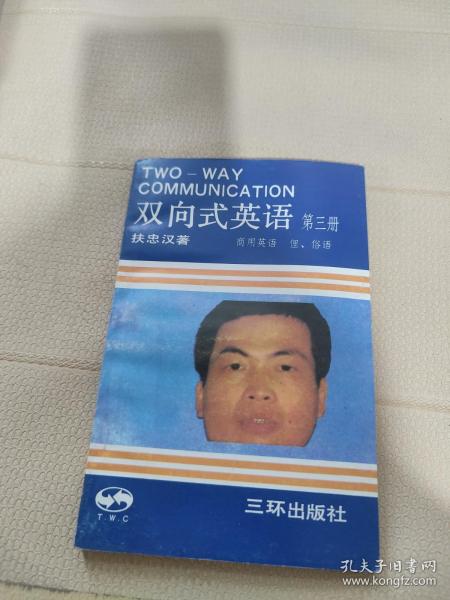 TWO-WAY
COMMUNICATION
双向式英语 第三册
扶忠汉著 商用英语 俚、俗语
T.W.C
三环出版社
孔夫子旧书网
www.kongfz.com